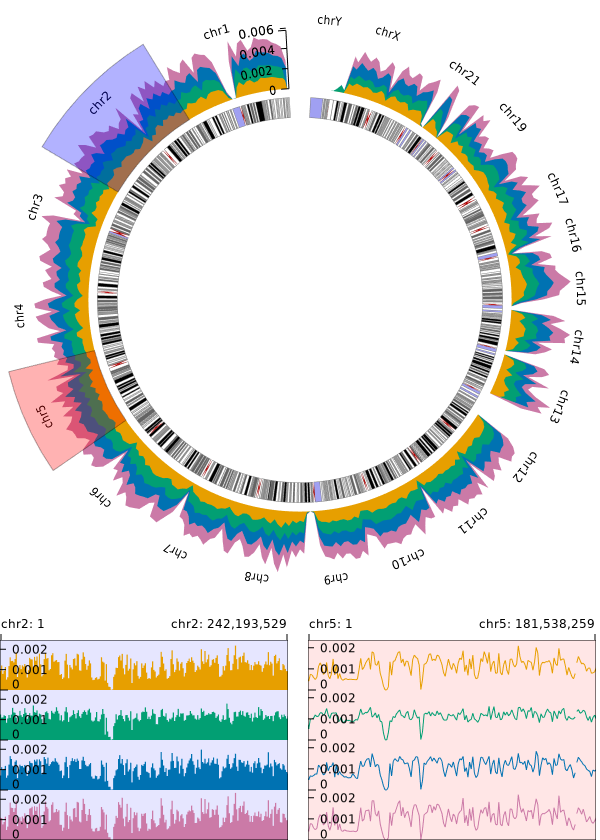 chrY
chr1
0.006
0.004
0.002
0
chrX
chr21
chr2
chr19
chr17
chr3
chr16
chr15
chr4
chr14
chr5
chr13
chr12
chr6
chr11
chr7
chr10
chr8
chr9
chr2: 1 chr2: 242,193,529 chr5: 1 chr5: 181,538,259
0.002 0.002
0.001 0.001
0 0
0.002 0.002
0.001 0.001
0 0
0.002 0.002
0.001 0.001
0 0
0.002 0.002
0.001 0.001
0 0